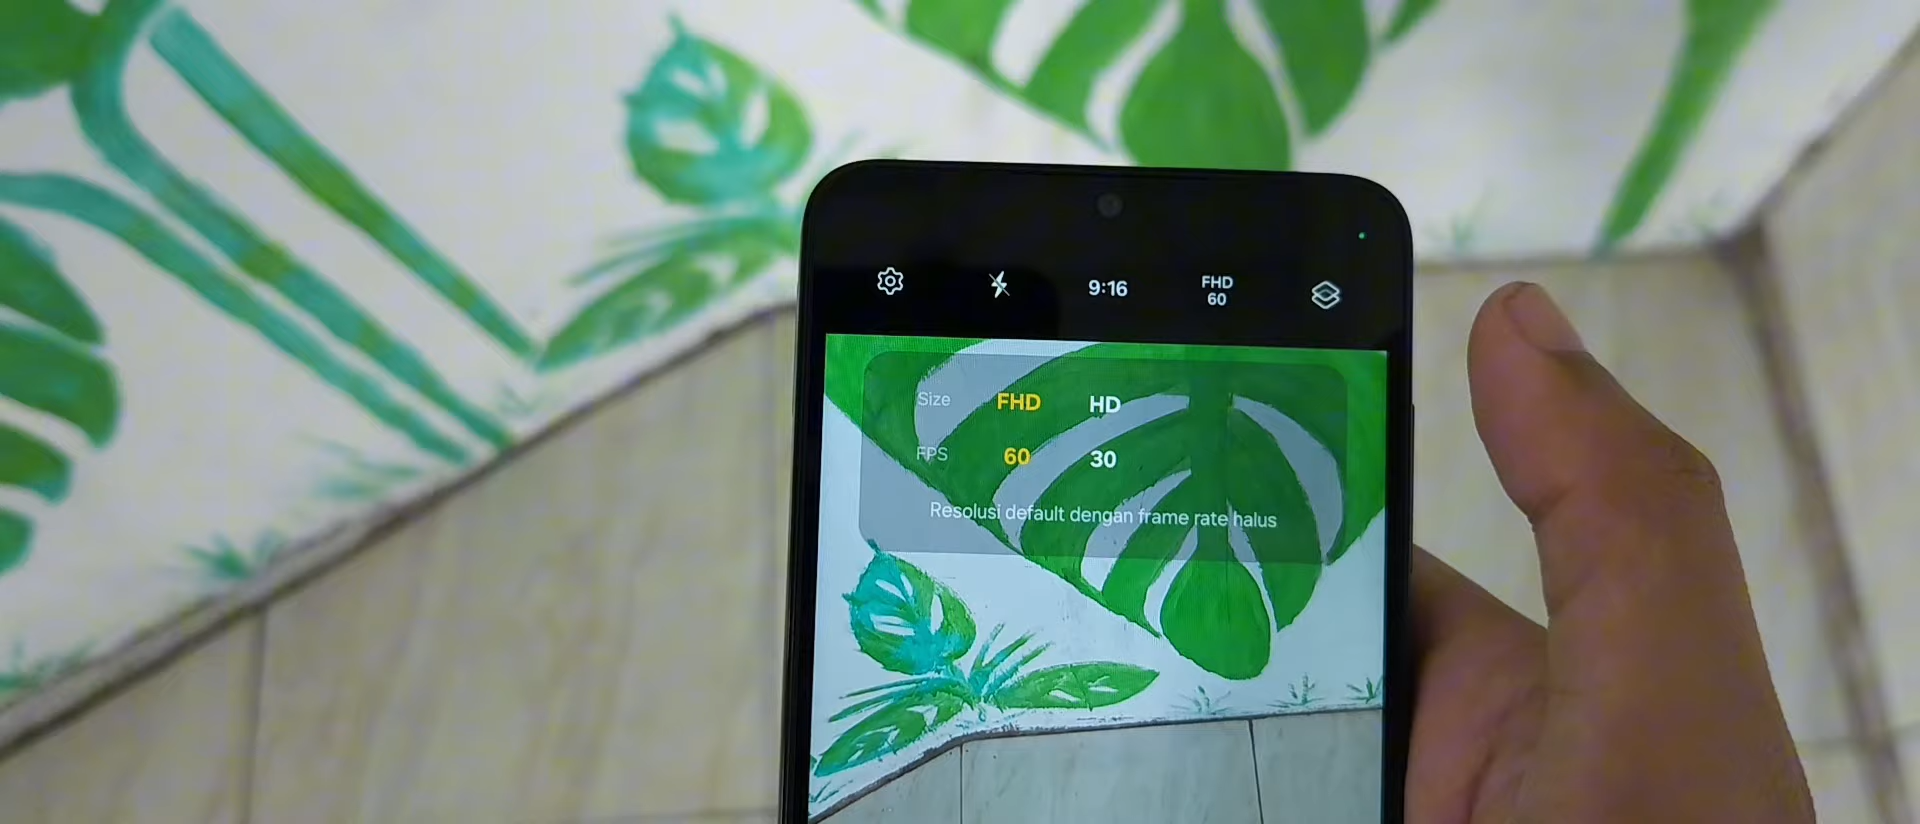 9:16
FHD
60
Size FHD HD
FPS 60 30
Resolusi default dengan frame rate halus